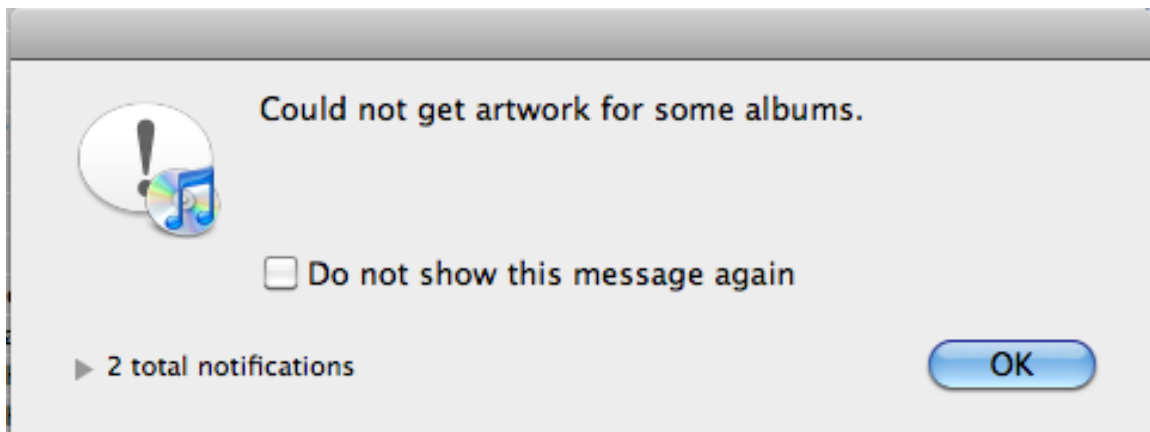 Could not get artwork for some albums.
Do not show this message again
2 total notifications
OK